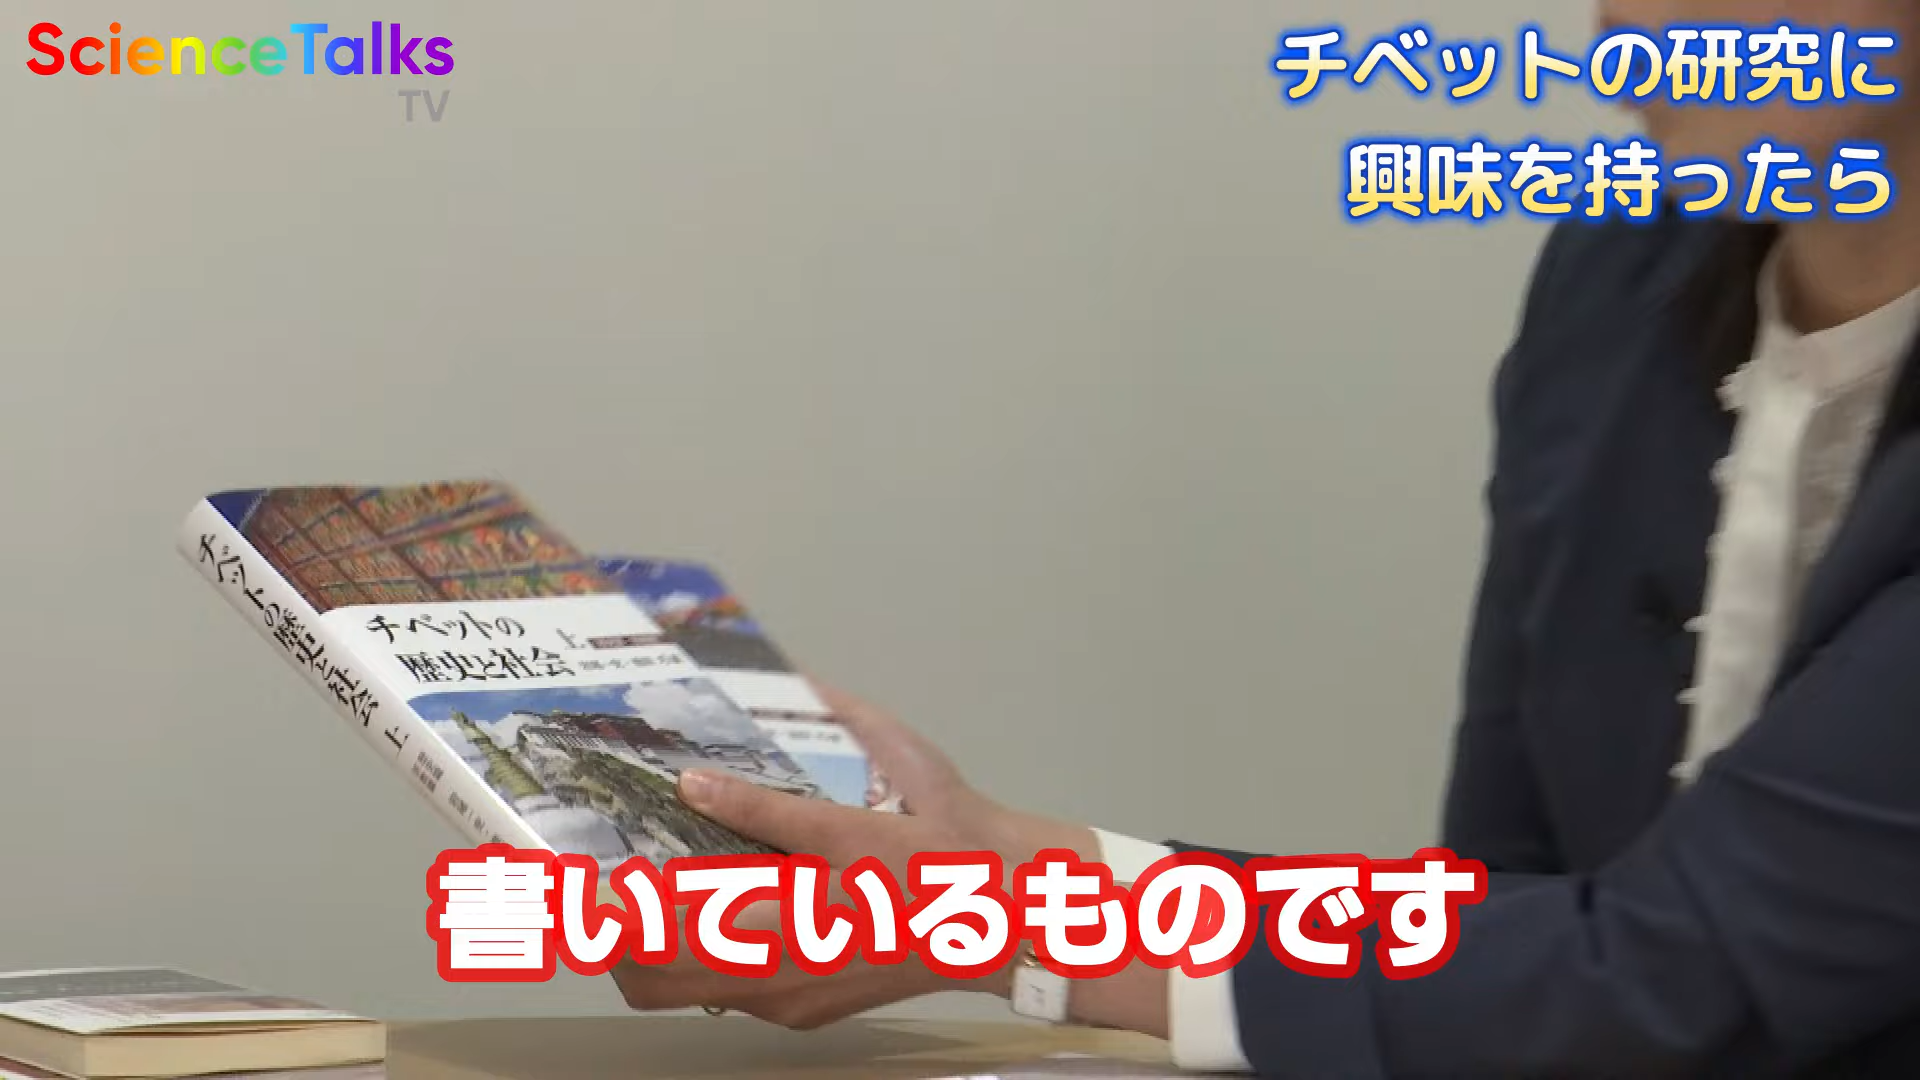 ScienceTalks
TV
チベットの研究に
興味を持ったら
チベットの歴史と社会 上
チベットの
歴史と社会 上
書いているものです